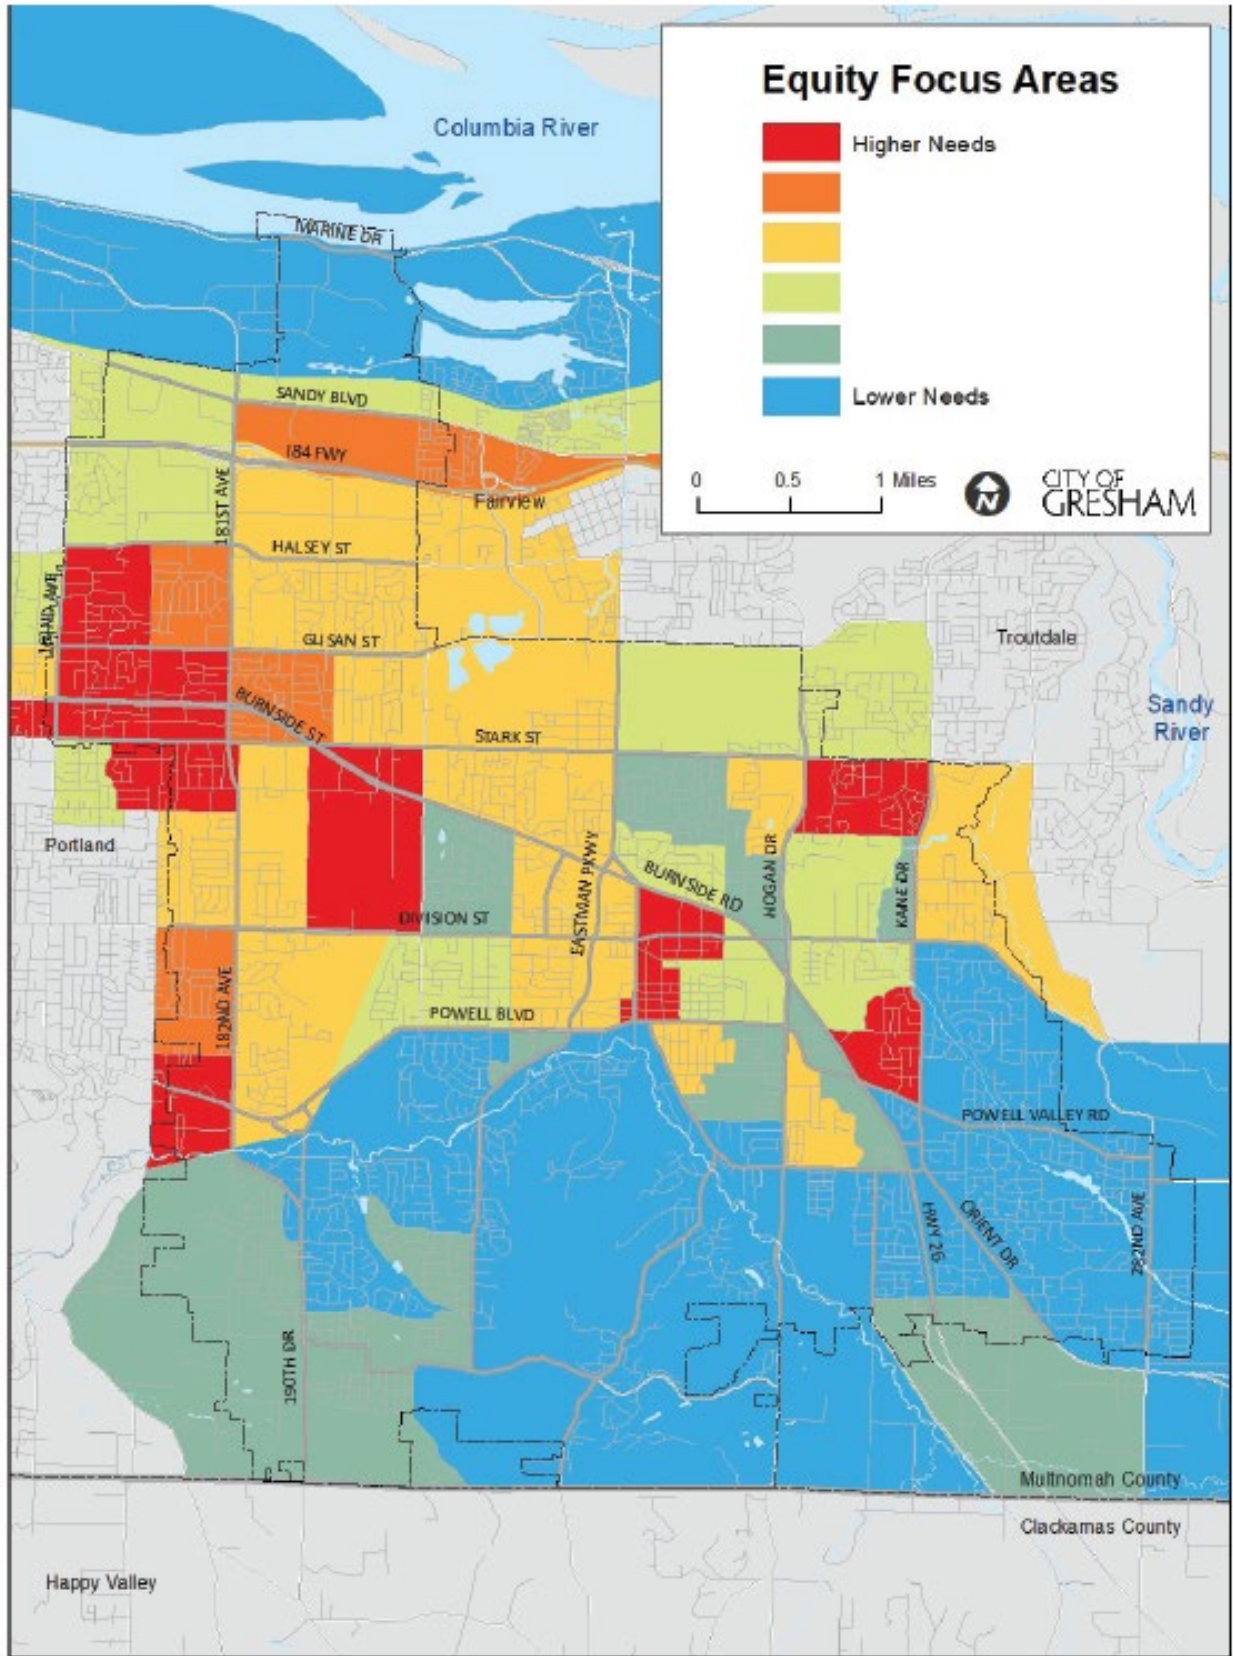 Equity Focus Areas
Higher Needs
Lower Needs
0 0.5 1 Miles
N
CITY OF
GRESHAM
Columbia River
MARINE DR
SANDY BLVD
I84 FWY
Fairview
181ST AVE
HALSEY ST
162ND AVE
GLISAN ST
Troutdale
BURNSIDE ST
STARK ST
Sandy
River
Portland
EASTMAN PKWY
BURNSIDE RD
HOGAN DR
KANE DR
DIVISION ST
182ND AVE
POWELL BLVD
POWELL VALLEY RD
HWY 26
ORIENT DR
282ND AVE
190TH DR
Multnomah County
Clackamas County
Happy Valley